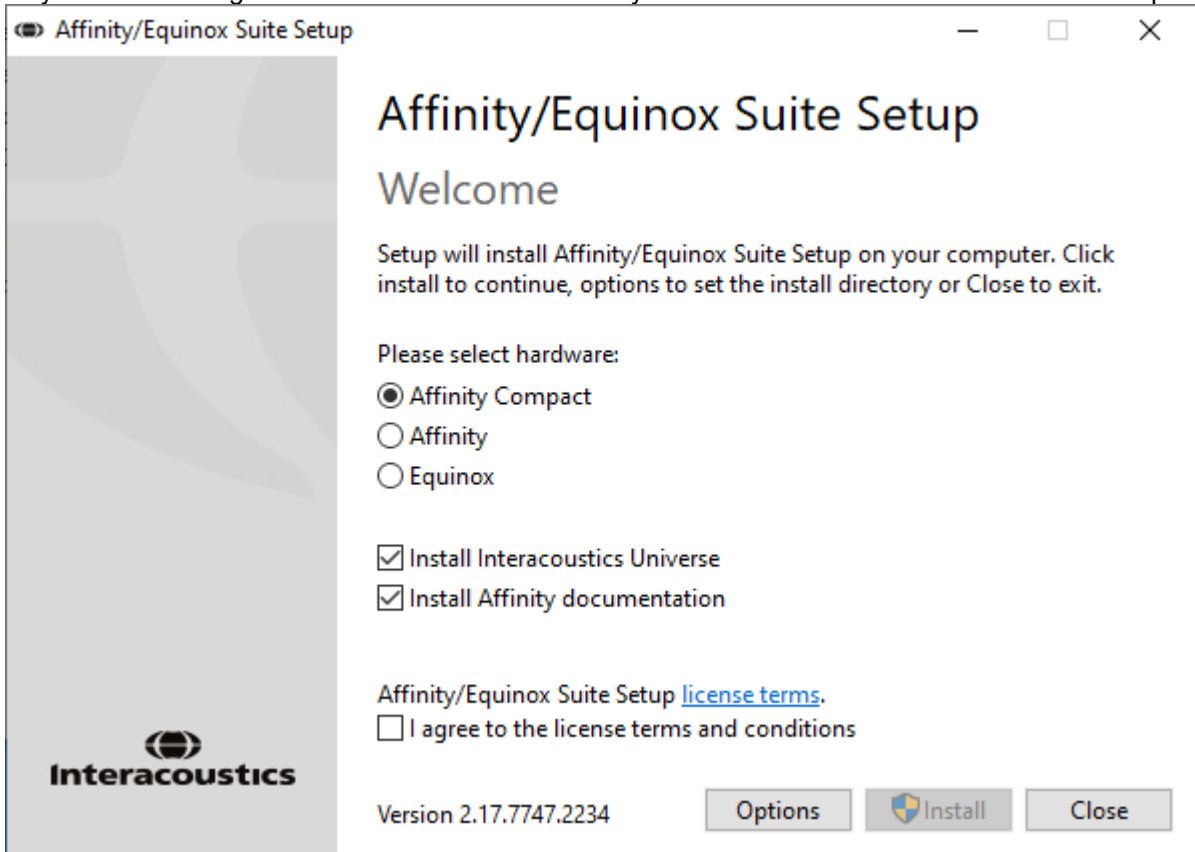 Affinity/Equinox Suite Setup
Affinity/Equinox Suite Setup
Welcome
Setup will install Affinity/Equinox Suite Setup on your computer. Click
install to continue, options to set the install directory or Close to exit.
Please select hardware:
Affinity Compact
Affinity
Equinox
Install Interacoustics Universe
Install Affinity documentation
Affinity/Equinox Suite Setup license terms.
I agree to the license terms and conditions
Interacoustics
Version 2.17.7747.2234
Options
Install
Close